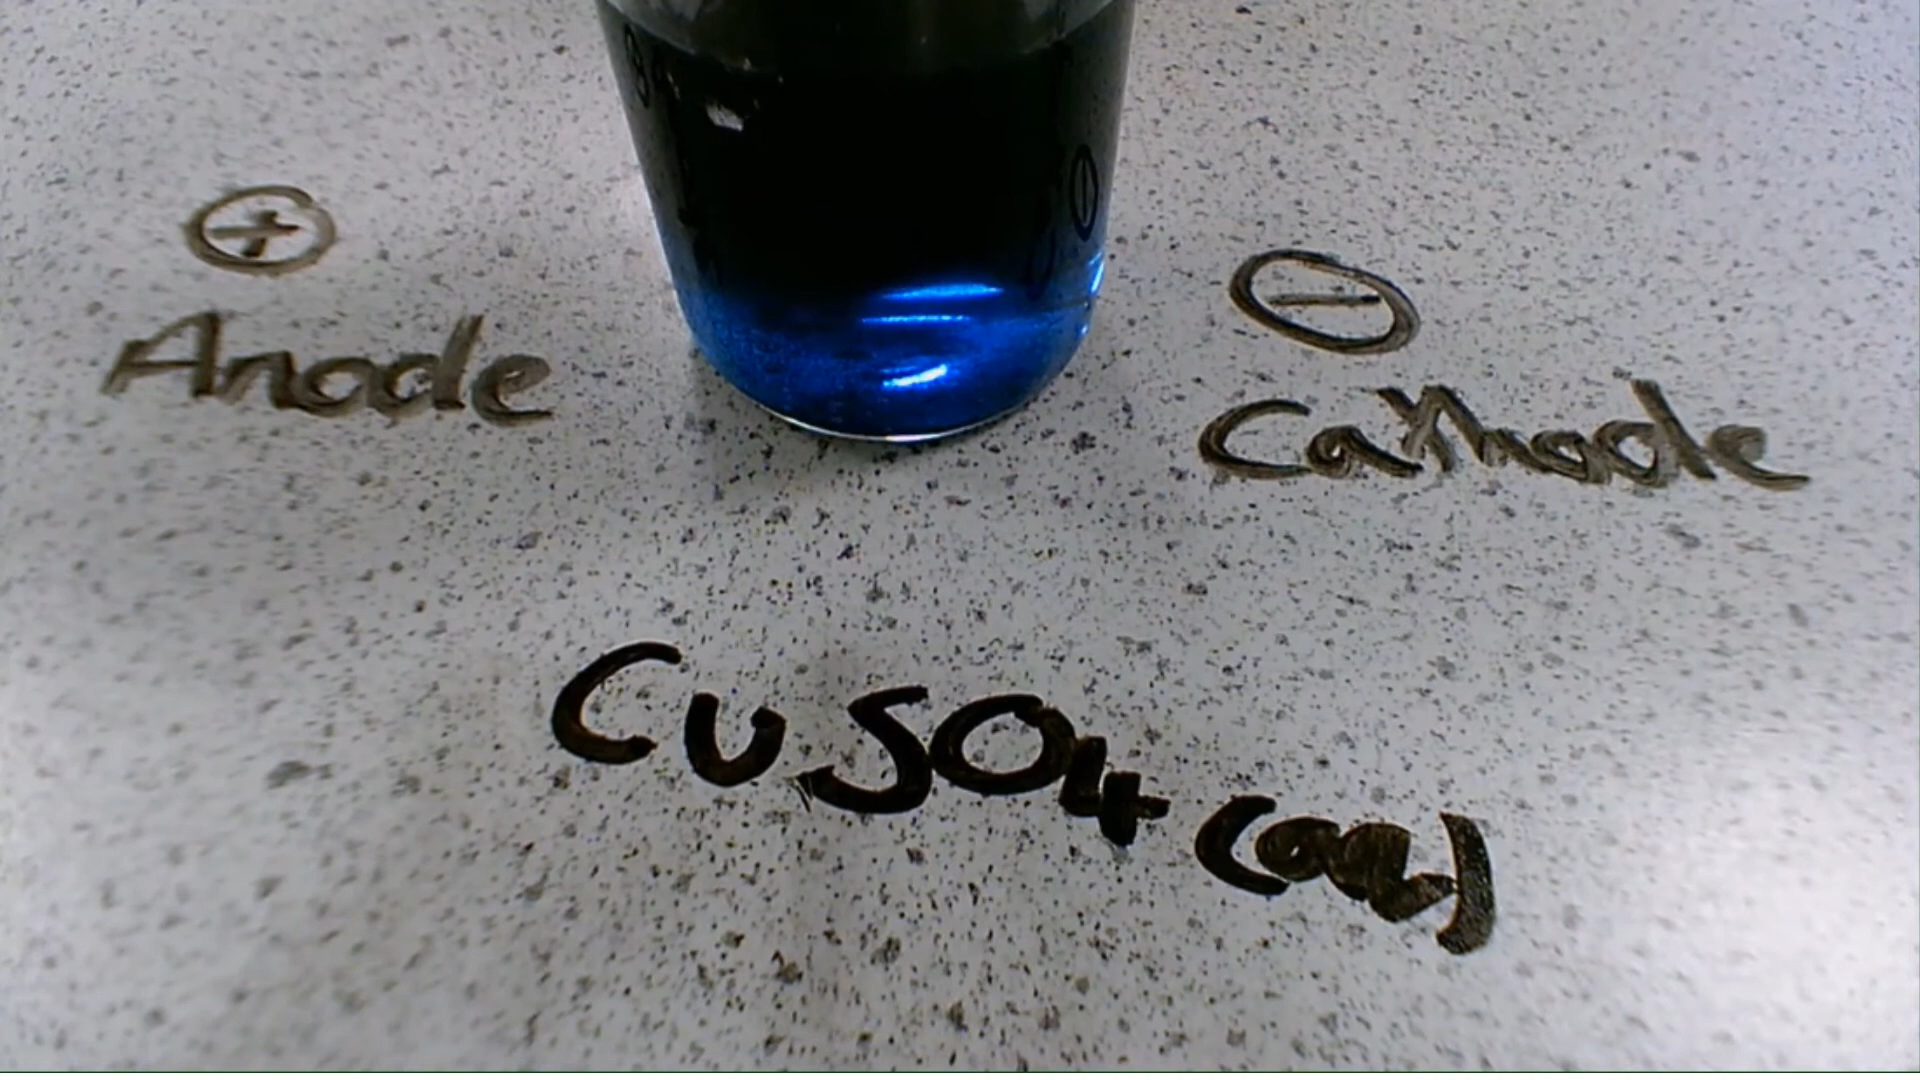 ⊕
Anode
⊖
Cathode
CuSO4 (aq)